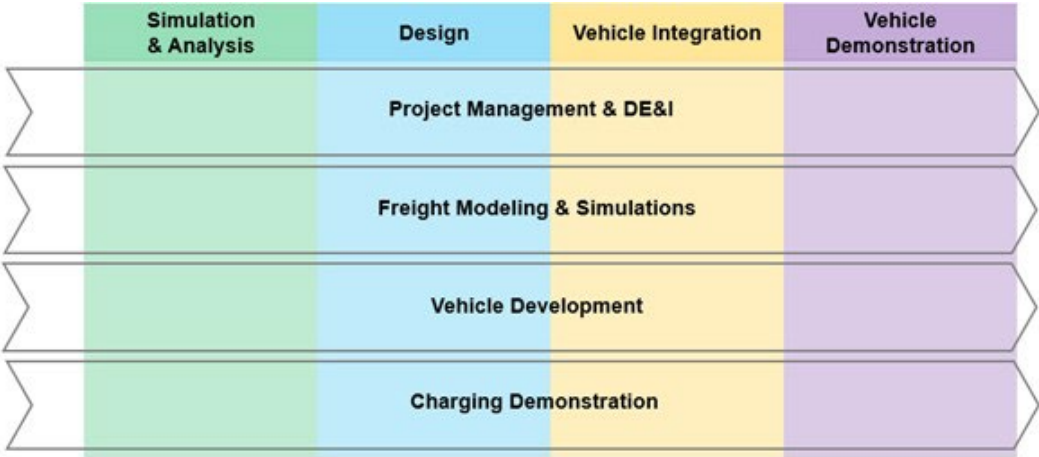 Simulation
& Analysis
Design
Vehicle Integration
Vehicle
Demonstration
Project Management & DE&I
Freight Modeling & Simulations
Vehicle Development
Charging Demonstration